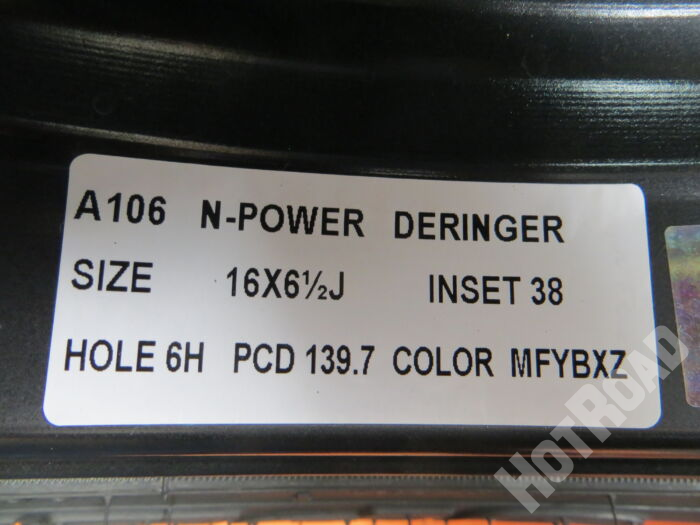 A106 N-POWER DERINGER
SIZE 16X6½J INSET 38
HOLE 6H PCD 139.7 COLOR MFYBXZ
HOTROAD